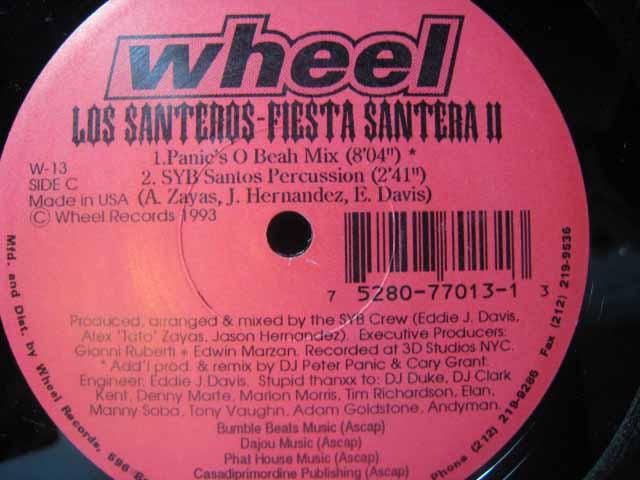 wheel
LOS SANTEROS-FIESTA SANTERA II
W-13
SIDE C
Made in USA
Ⓒ Wheel Records 1993
1.Panic's O Beah Mix (8'04") *
2. SYB/Santos Percussion (2'41")
(A. Zayas, J. Hernandez, E. Davis)
7 5280-77013-1 3
Produced, arranged & mixed by the SYB Crew (Eddie J. Davis,
Alex 'Tato' Zayas, Jason Hernandez). Executive Producers:
Gianni Ruberti + Edwin Marzan. Recorded at 3D Studios NYC.
* Add'l prod. & remix by DJ Peter Panic & Cary Grant.
Engineer: Eddie J.Davis. Stupid thanxx to: DJ Duke, DJ Clark
Kent, Denny Marte, Marlon Morris, Tim Richardson, Elan,
Manny Soba, Tony Vaughn, Adam Goldstone, Andyman.
Bumble Beats Music (Ascap)
Dajou Music (Ascap)
Phat House Music (Ascap)
Casadiprimordine Publishing (Ascap)
Mfd. and Dist. by Wheel Records, 596
Phone (212) 219-9286 Fax (212) 219-9536